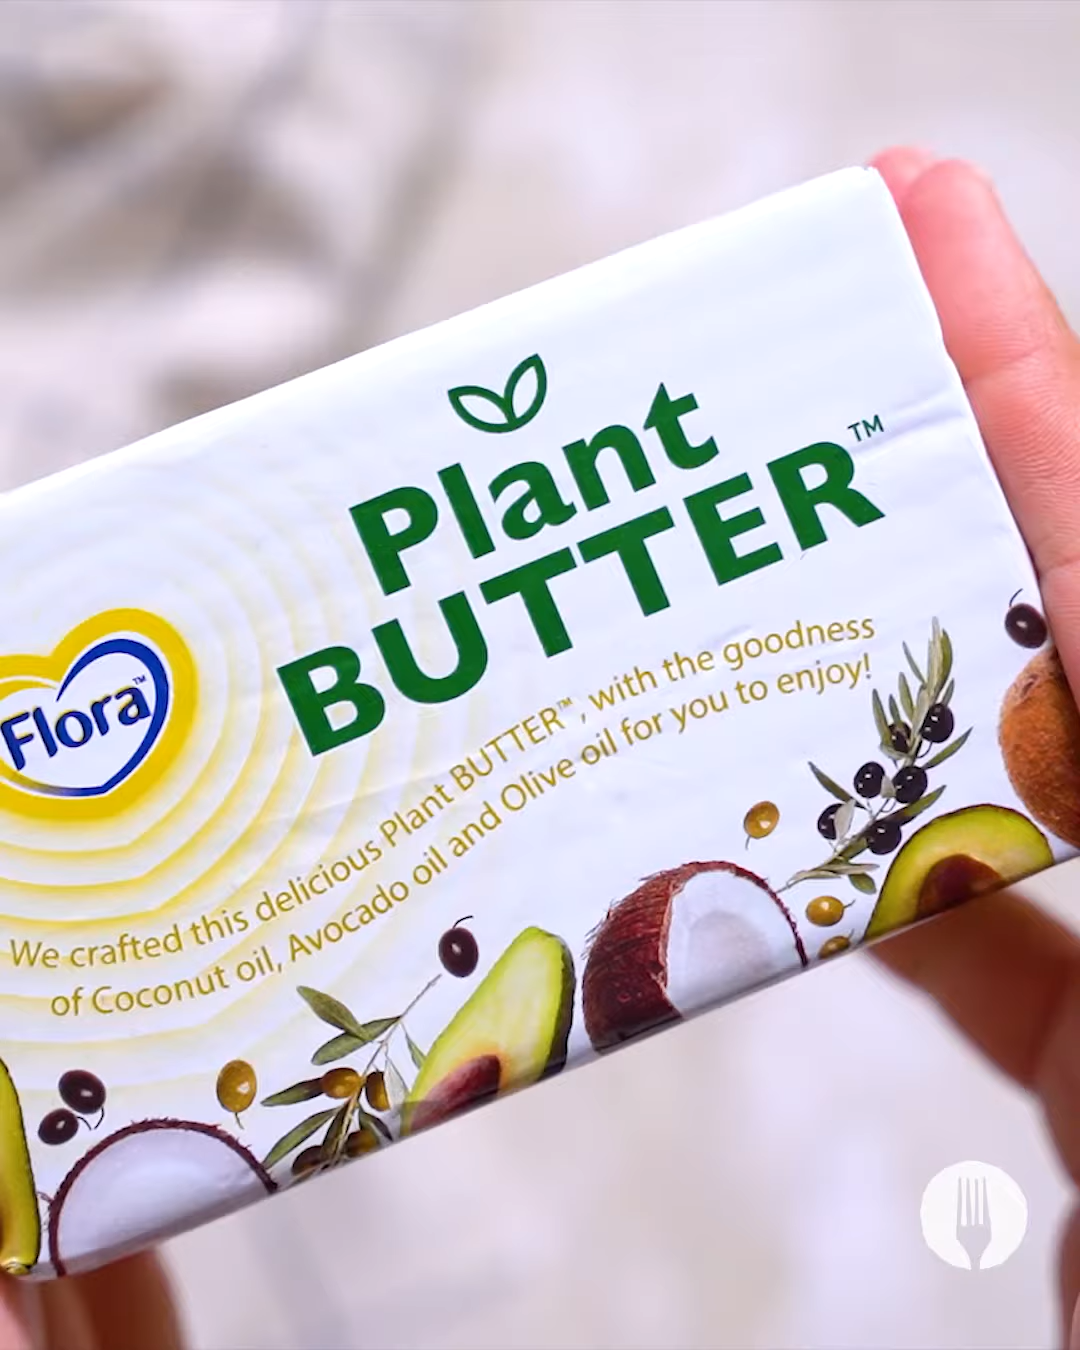 Plant
BUTTER™
Flora™
We crafted this delicious Plant BUTTER™, with the goodness
of Coconut oil, Avocado oil and Olive oil for you to enjoy!